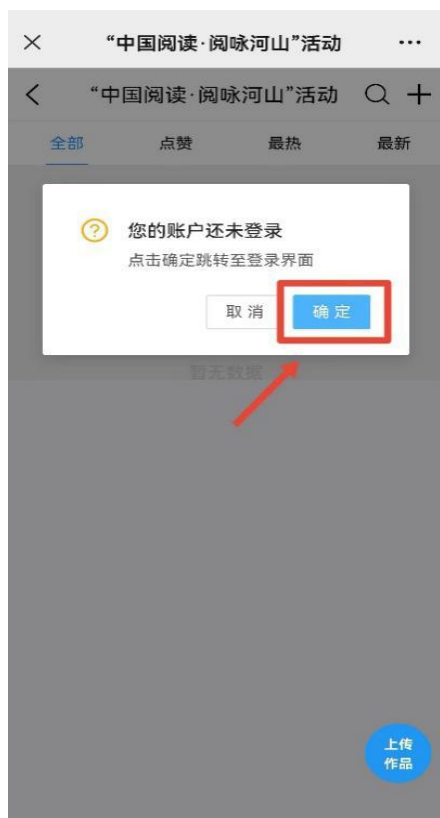 “中国阅读·阅咏河山”活动
“中国阅读·阅咏河山”活动
全部 点赞 最热 最新
您的账户还未登录
点击确定跳转至登录界面
取消 确定
暂无数据
上传
作品